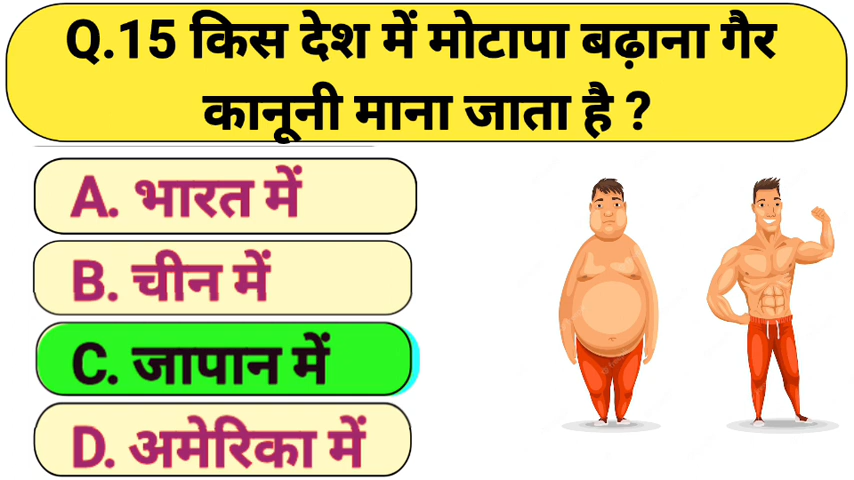 Q.15 किस देश में मोटापा बढ़ाना गैर
कानूनी माना जाता है ?
A. भारत में
B. चीन में
C. जापान में
D. अमेरिका में